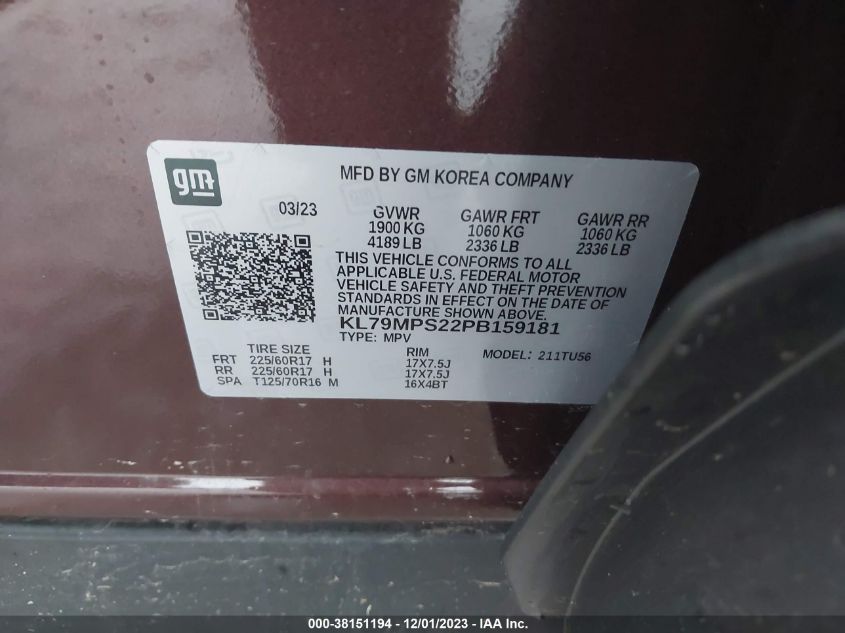 gm
MFD BY GM KOREA COMPANY
03/23 GVWR GAWR FRT GAWR RR
1900 KG 1060 KG 1060 KG
4189 LB 2336 LB 2336 LB
THIS VEHICLE CONFORMS TO ALL
APPLICABLE U.S. FEDERAL MOTOR
VEHICLE SAFETY AND THEFT PREVENTION
STANDARDS IN EFFECT ON THE DATE OF
MANUFACTURE SHOWN ABOVE.
KL79MPS22PB159181
TYPE: MPV
TIRE SIZE RIM MODEL: 211TU56
FRT 225/60R17 H 17X7.5J
RR 225/60R17 H 17X7.5J
SPA T125/70R16 M 16X4BT
000-38151194 - 12/01/2023 - IAA Inc.